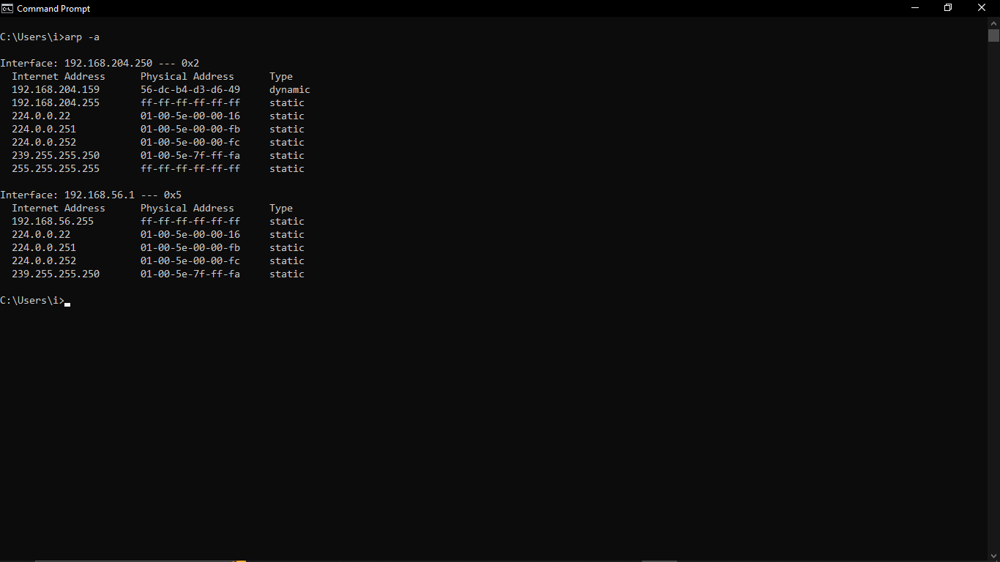 Command Prompt
C:\Users\i>arp -a
Interface: 192.168.204.250 --- 0x2
  Internet Address      Physical Address      Type
  192.168.204.159       56-dc-b4-d3-d6-49     dynamic
  192.168.204.255       ff-ff-ff-ff-ff-ff     static
  224.0.0.22            01-00-5e-00-00-16     static
  224.0.0.251           01-00-5e-00-00-fb     static
  224.0.0.252           01-00-5e-00-00-fc     static
  239.255.255.250       01-00-5e-7f-ff-fa     static
  255.255.255.255       ff-ff-ff-ff-ff-ff     static
Interface: 192.168.56.1 --- 0x5
  Internet Address      Physical Address      Type
  192.168.56.255        ff-ff-ff-ff-ff-ff     static
  224.0.0.22            01-00-5e-00-00-16     static
  224.0.0.251           01-00-5e-00-00-fb     static
  224.0.0.252           01-00-5e-00-00-fc     static
  239.255.255.250       01-00-5e-7f-ff-fa     static
C:\Users\i>